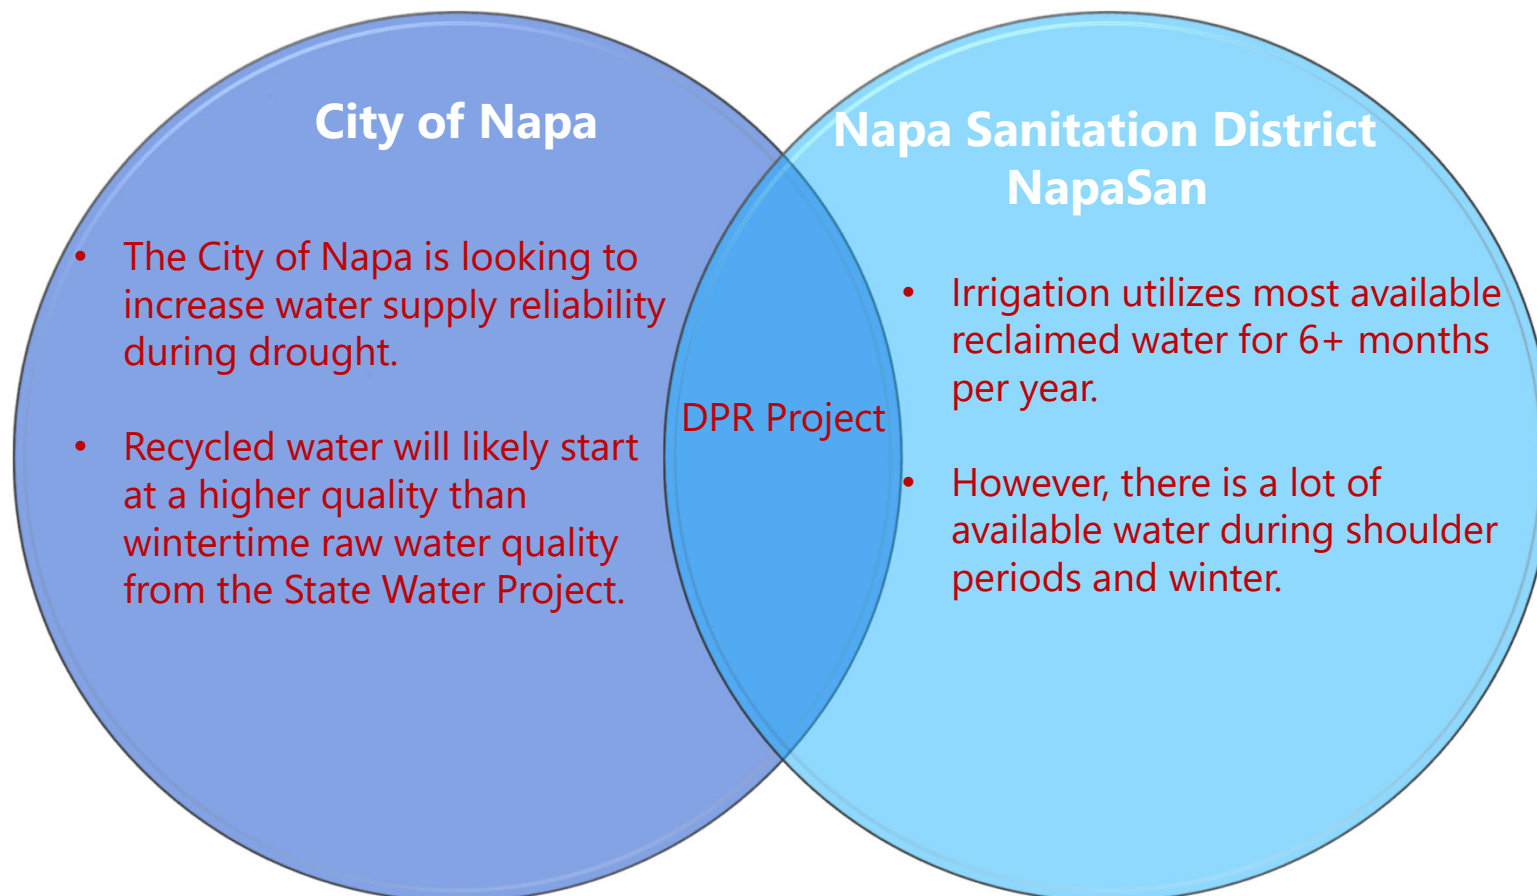 City of Napa
• The City of Napa is looking to
increase water supply reliability
during drought.
• Recycled water will likely start
at a higher quality than
wintertime raw water quality
from the State Water Project.
DPR Project
Napa Sanitation District
NapaSan
• Irrigation utilizes most available
reclaimed water for 6+ months
per year.
• However, there is a lot of
available water during shoulder
periods and winter.